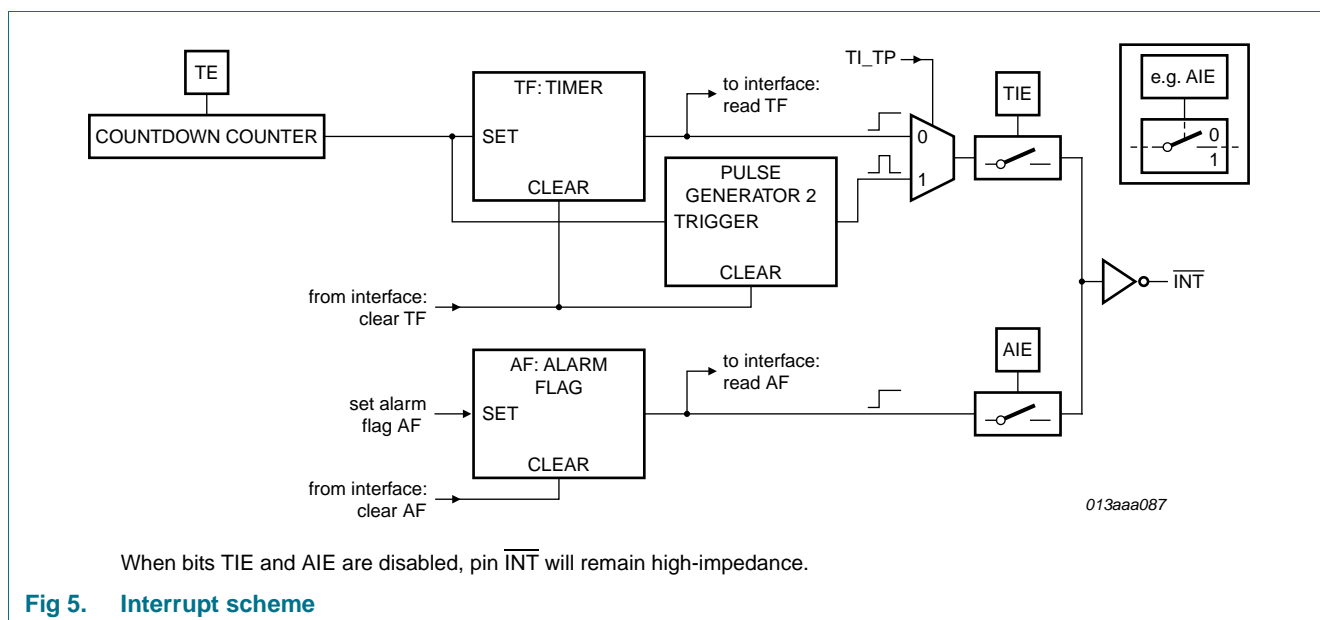 TE
COUNTDOWN COUNTER
TF: TIMER
SET
CLEAR
to interface:
read TF
PULSE
GENERATOR 2
TRIGGER
CLEAR
from interface:
clear TF
TI_TP
0
1
TIE
e.g. AIE
0
1
INT
AF: ALARM
FLAG
SET
CLEAR
set alarm
flag AF
from interface:
clear AF
to interface:
read AF
AIE
013aaa087
When bits TIE and AIE are disabled, pin INT will remain high-impedance.
Fig 5. Interrupt scheme